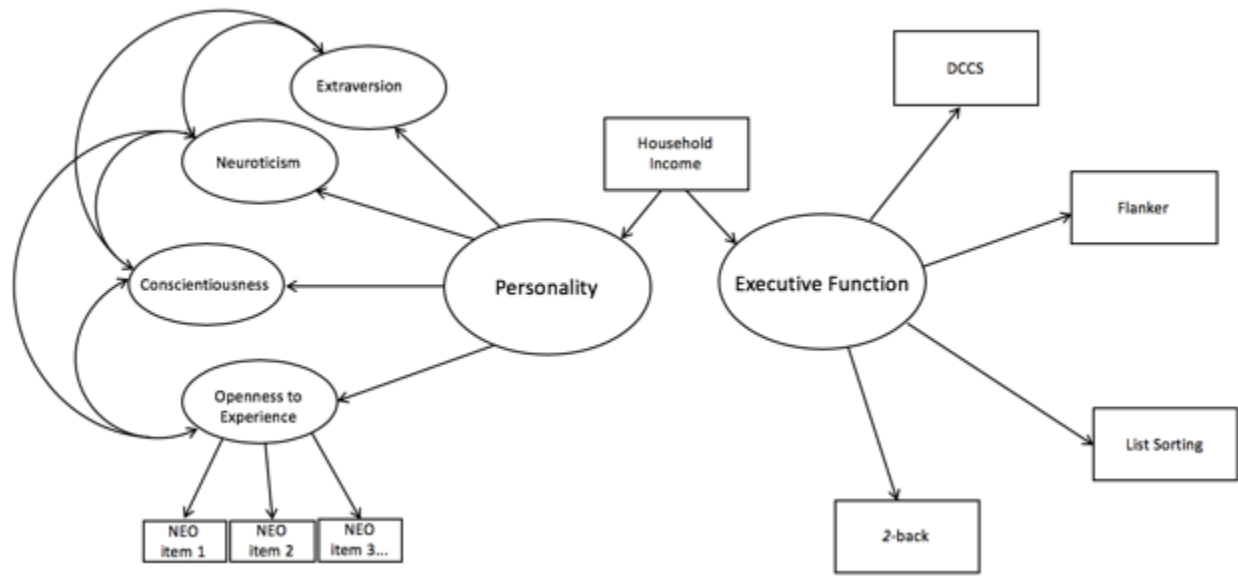 Extraversion
Neuroticism
Conscientiousness
Openness to
Experience
NEO
item 1
NEO
item 2
NEO
item 3...
Personality
Household
Income
Executive Function
DCCS
Flanker
List Sorting
2-back